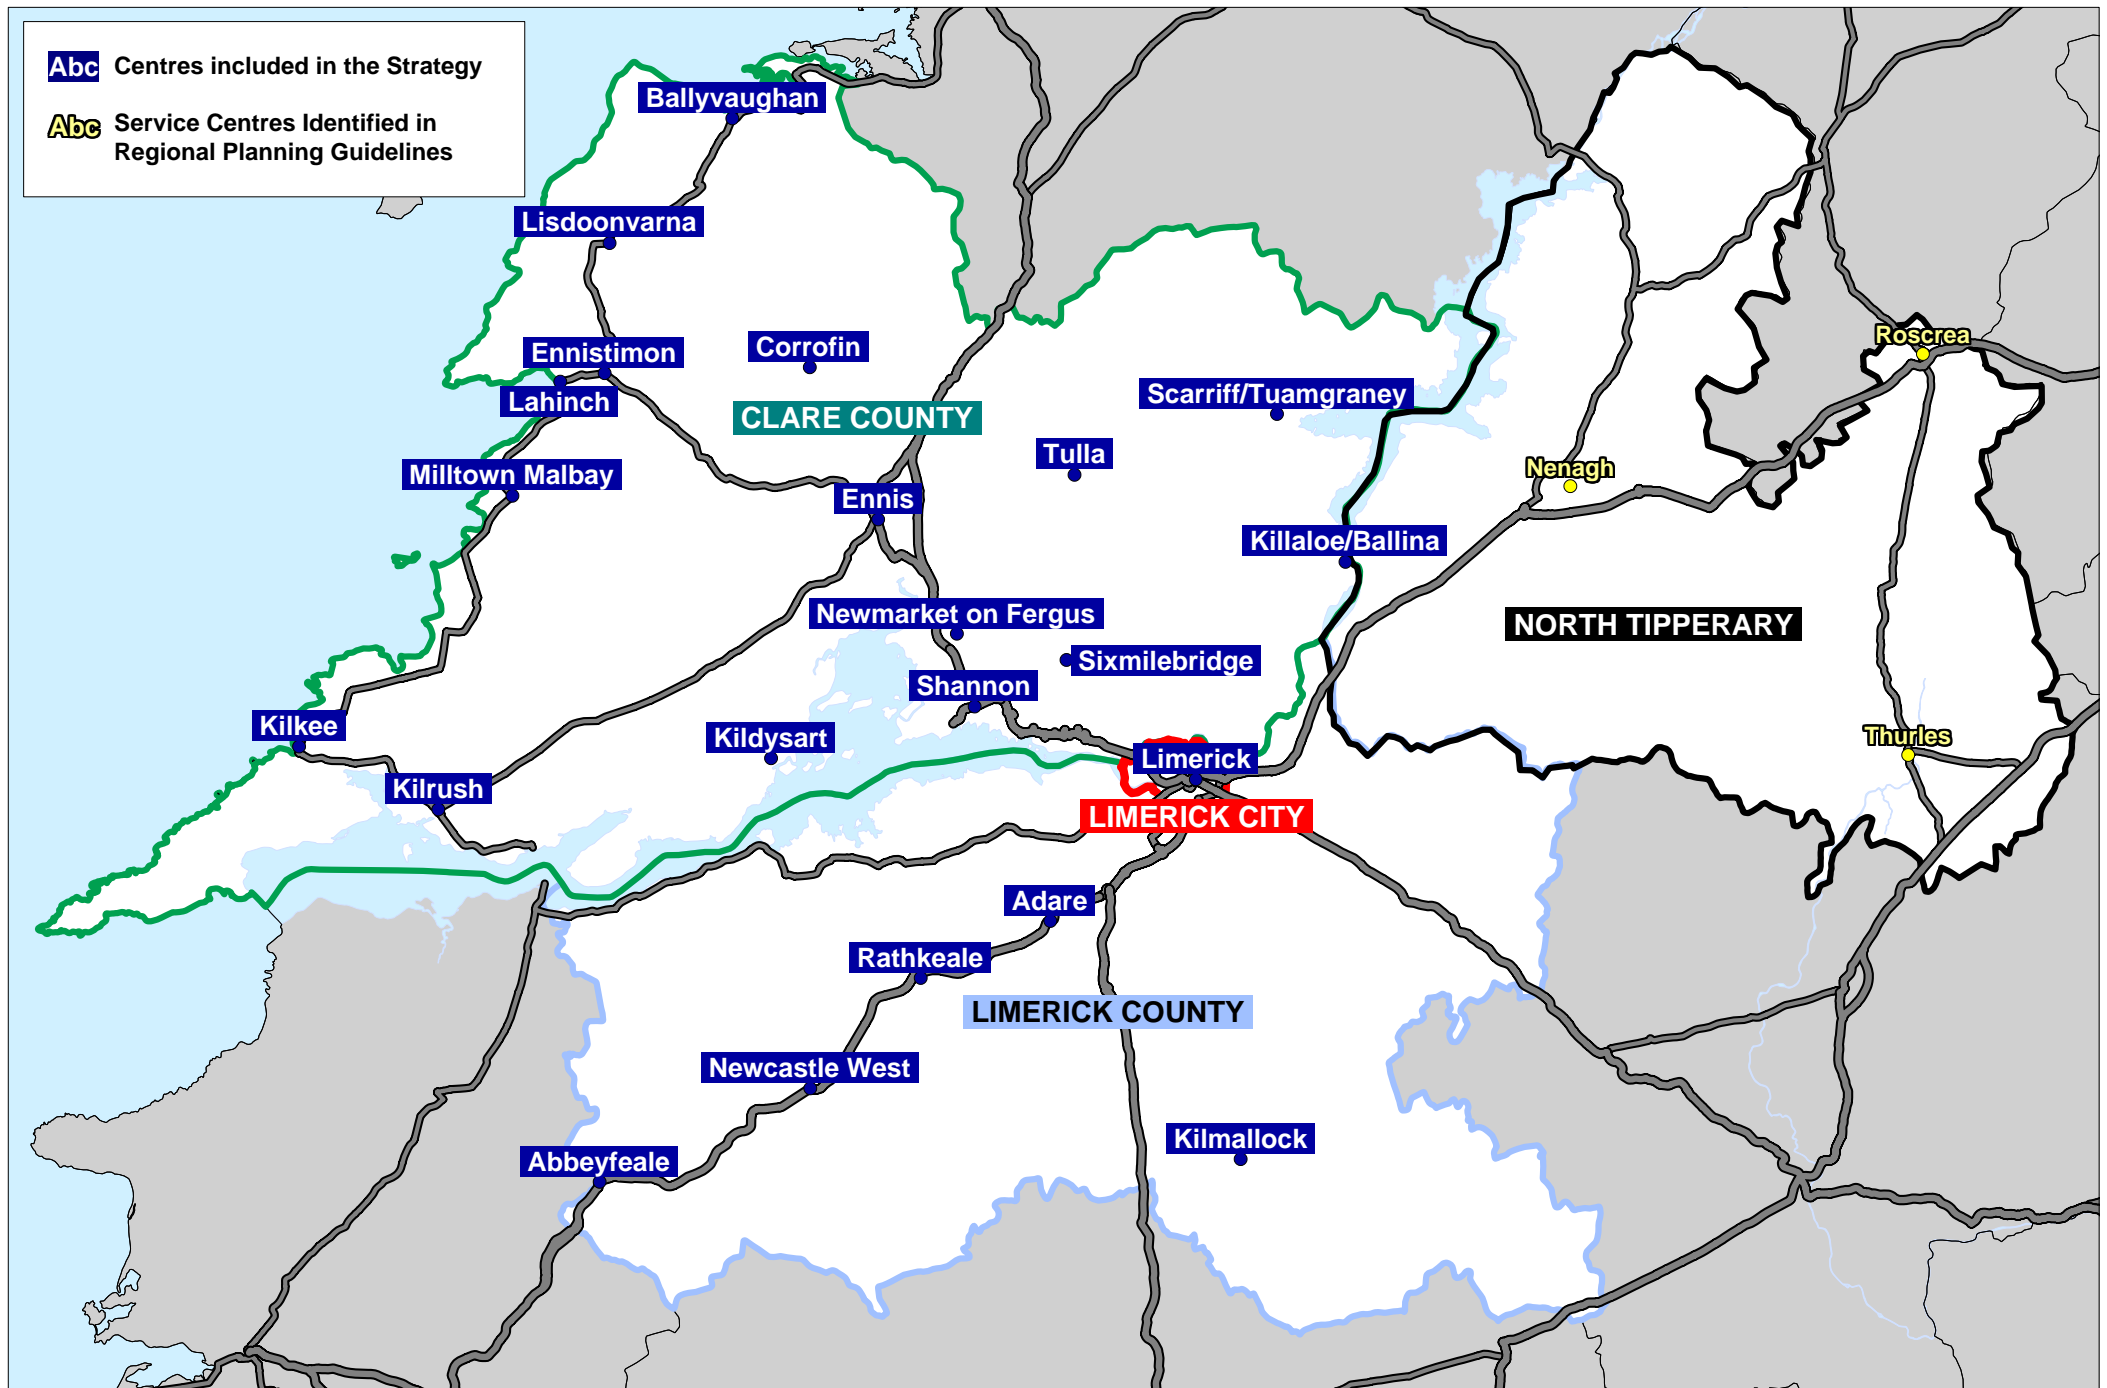 Abc Centres included in the Strategy
Abc Service Centres Identified in
Regional Planning Guidelines
Ballyvaughan
Lisdoonvarna
Ennistimon
Corrofin
Roscrea
Lahinch
Scarriff/Tuamgraney
CLARE COUNTY
Tulla
Milltown Malbay
Nenagh
Ennis
Killaloe/Ballina
Newmarket on Fergus
NORTH TIPPERARY
Sixmilebridge
Shannon
Kilkee
Kildysart
Thurles
Limerick
Kilrush
LIMERICK CITY
Adare
Rathkeale
LIMERICK COUNTY
Newcastle West
Kilmallock
Abbeyfeale